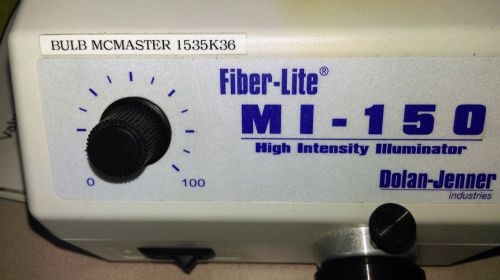 BULB MCMASTER 1535K36
Fiber-Lite®
MI-150
High Intensity Illuminator
0
100
Dolan-Jenner
industries